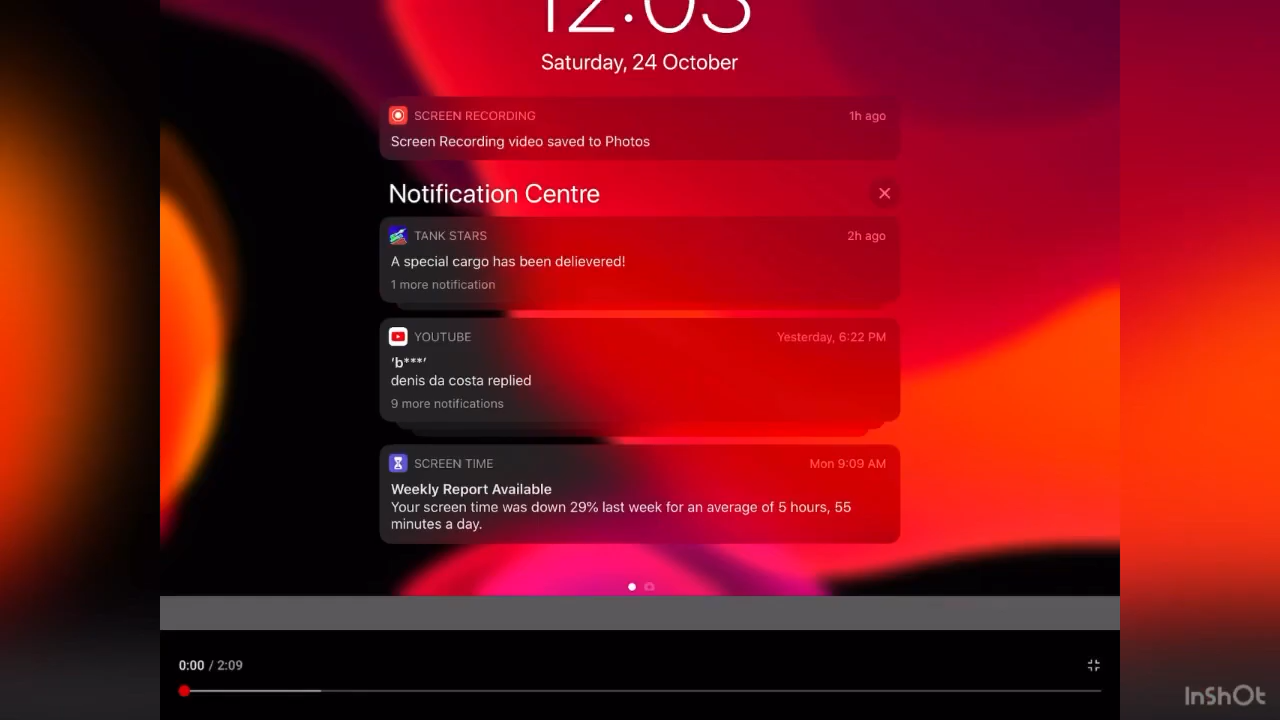 12:03
Saturday, 24 October
SCREEN RECORDING 1h ago
Screen Recording video saved to Photos
Notification Centre
TANK STARS 2h ago
A special cargo has been delievered!
1 more notification
YOUTUBE Yesterday, 6:22 PM
'b***'
denis da costa replied
9 more notifications
SCREEN TIME Mon 9:09 AM
Weekly Report Available
Your screen time was down 29% last week for an average of 5 hours, 55
minutes a day.
0:00 / 2:09
InShOt